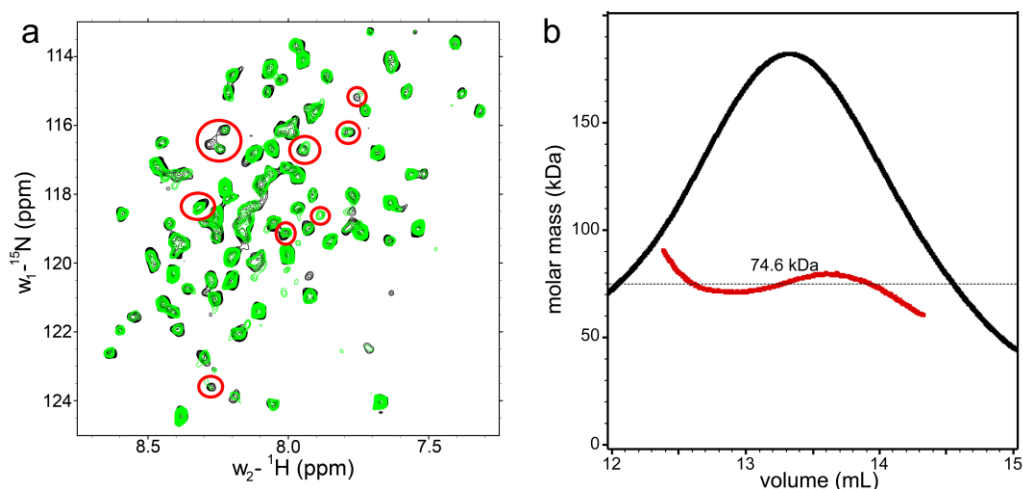 a
114
116
118
120
122
124
w₁-¹⁵N (ppm)
8.5
8.0
7.5
w₂- ¹H (ppm)
b
150
100
50
0
molar mass (kDa)
74.6 kDa
12
13
14
15
volume (mL)